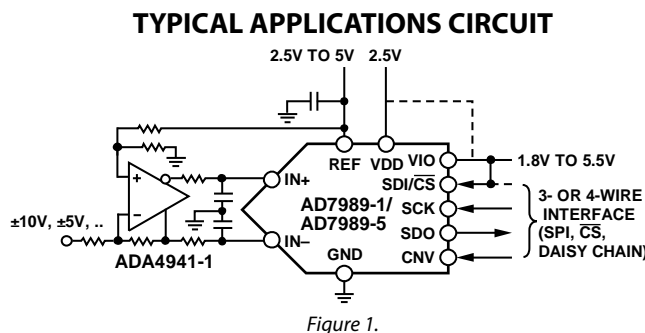 TYPICAL APPLICATIONS CIRCUIT
2.5V TO 5V
2.5V
REF
VDD
VIO
1.8V TO 5.5V
SDI/CS
IN+
+
−
AD7989-1/
AD7989-5
SCK
3- OR 4-WIRE
INTERFACE
(SPI, CS,
DAISY CHAIN)
±10V, ±5V, ..
SDO
IN−
ADA4941-1
GND
CNV
Figure 1.